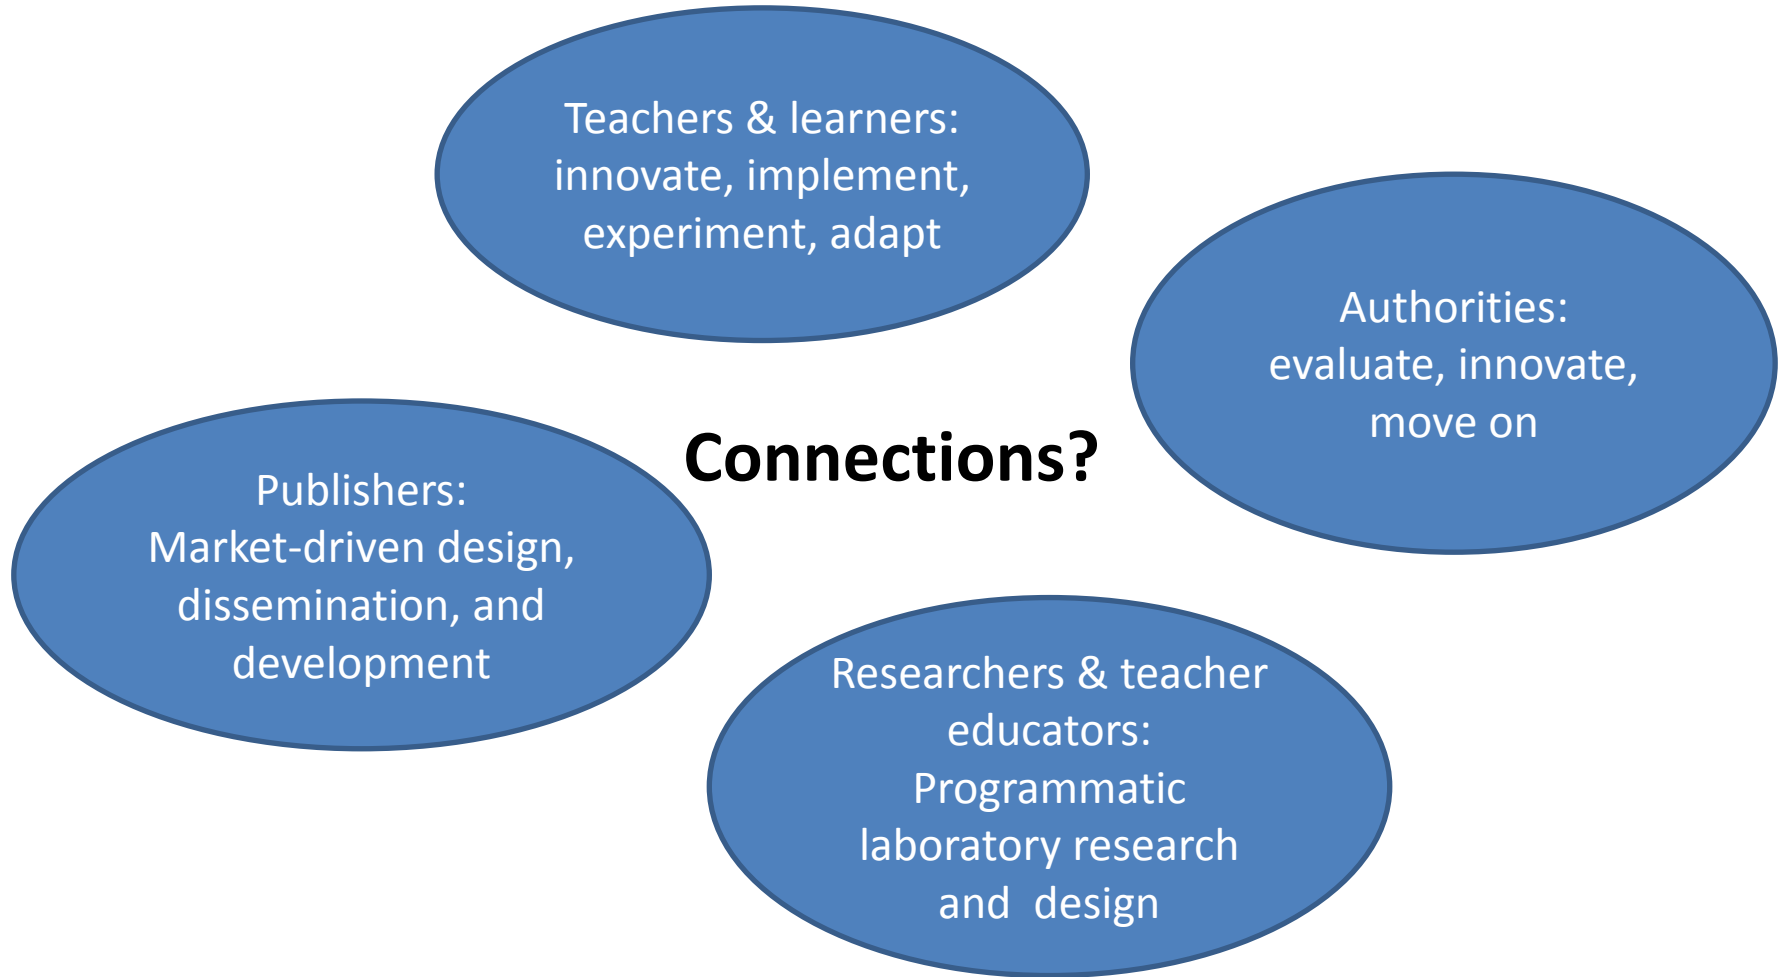 Teachers & learners:
innovate, implement,
experiment, adapt
Authorities:
evaluate, innovate,
move on
Connections?
Publishers:
Market-driven design,
dissemination, and
development
Researchers & teacher
educators:
Programmatic
laboratory research
and  design